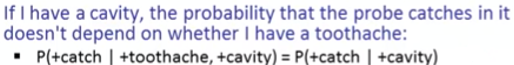 If I have a cavity, the probability that the probe catches in it
doesn't depend on whether I have a toothache:
▪ P(+catch | +toothache, +cavity) = P(+catch | +cavity)